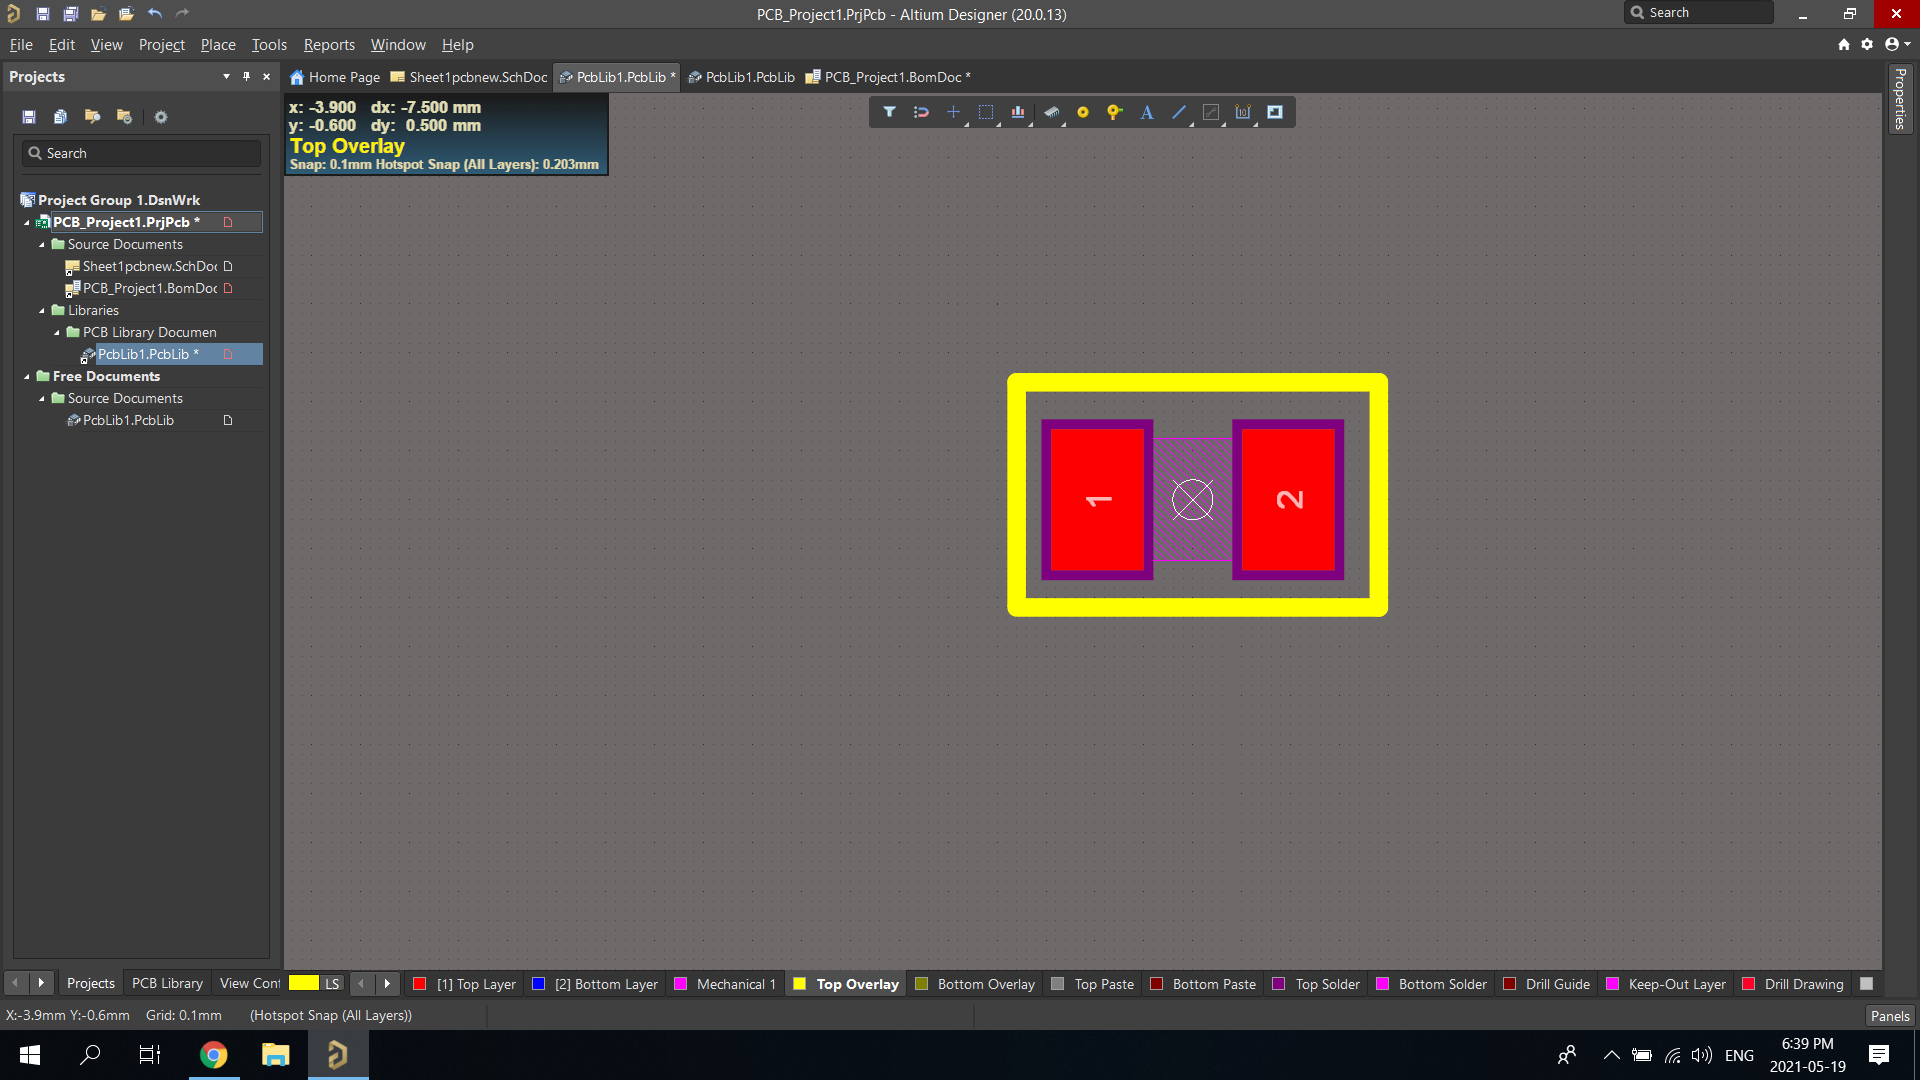 PCB_Project1.PrjPcb - Altium Designer (20.0.13)
Search
File Edit View Project Place Tools Reports Window Help
Projects
Home Page Sheet1pcbnew.SchDoc PcbLib1.PcbLib * PcbLib1.PcbLib PCB_Project1.BomDoc *
Properties
x: -3.900 dx: -7.500 mm
y: -0.600 dy: 0.500 mm
Top Overlay
Snap: 0.1mm Hotspot Snap (All Layers): 0.203mm
Search
Project Group 1.DsnWrk
PCB_Project1.PrjPcb *
Source Documents
Sheet1pcbnew.SchDoc
PCB_Project1.BomDoc
Libraries
PCB Library Documen
PcbLib1.PcbLib *
Free Documents
Source Documents
PcbLib1.PcbLib
1
2
Projects PCB Library View Con LS [1] Top Layer [2] Bottom Layer Mechanical 1 Top Overlay Bottom Overlay Top Paste Bottom Paste Top Solder Bottom Solder Drill Guide Keep-Out Layer Drill Drawing
X:-3.9mm Y:-0.6mm Grid: 0.1mm (Hotspot Snap (All Layers))
Panels
ENG
6:39 PM
2021-05-19